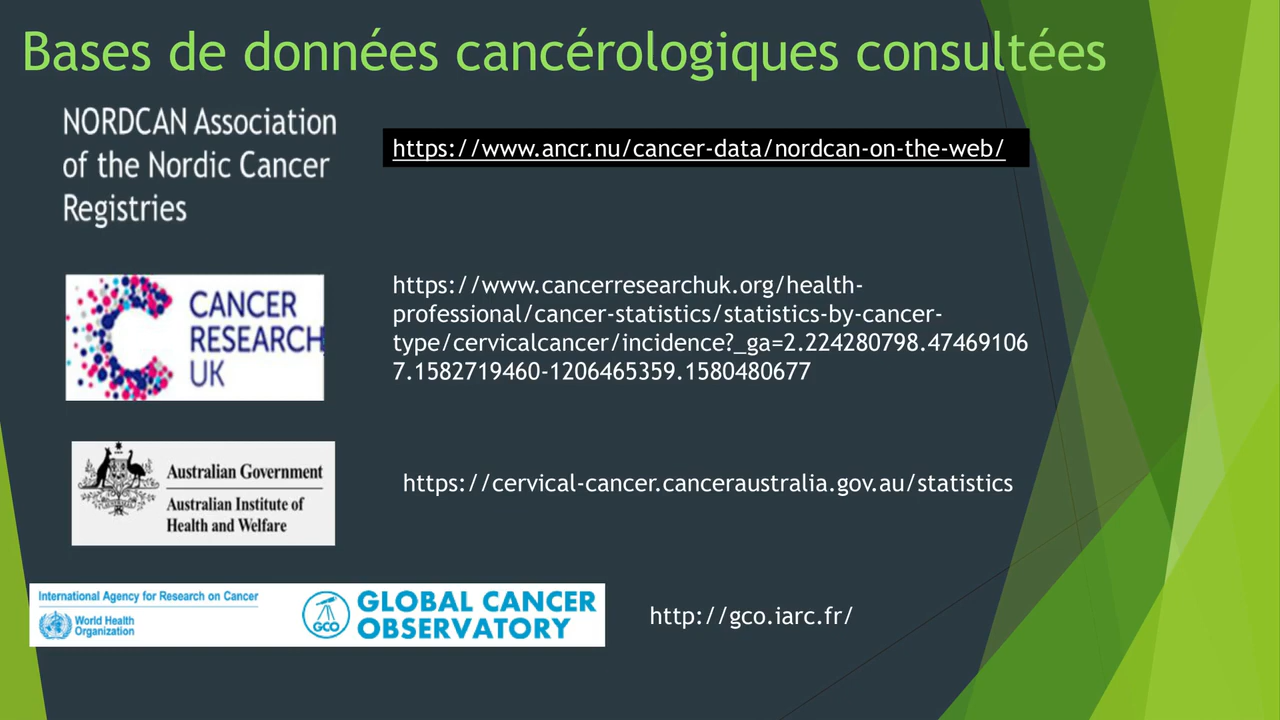 Bases de données cancérologiques consultées
NORDCAN Association
of the Nordic Cancer
Registries
https://www.ancr.nu/cancer-data/nordcan-on-the-web/
CANCER
RESEARCH
UK
https://www.cancerresearchuk.org/health-
professional/cancer-statistics/statistics-by-cancer-
type/cervicalcancer/incidence?_ga=2.224280798.47469106
7.1582719460-1206465359.1580480677
Australian Government
Australian Institute of
Health and Welfare
https://cervical-cancer.canceraustralia.gov.au/statistics
International Agency for Research on Cancer
World Health
Organization
GCO
GLOBAL CANCER
OBSERVATORY
http://gco.iarc.fr/